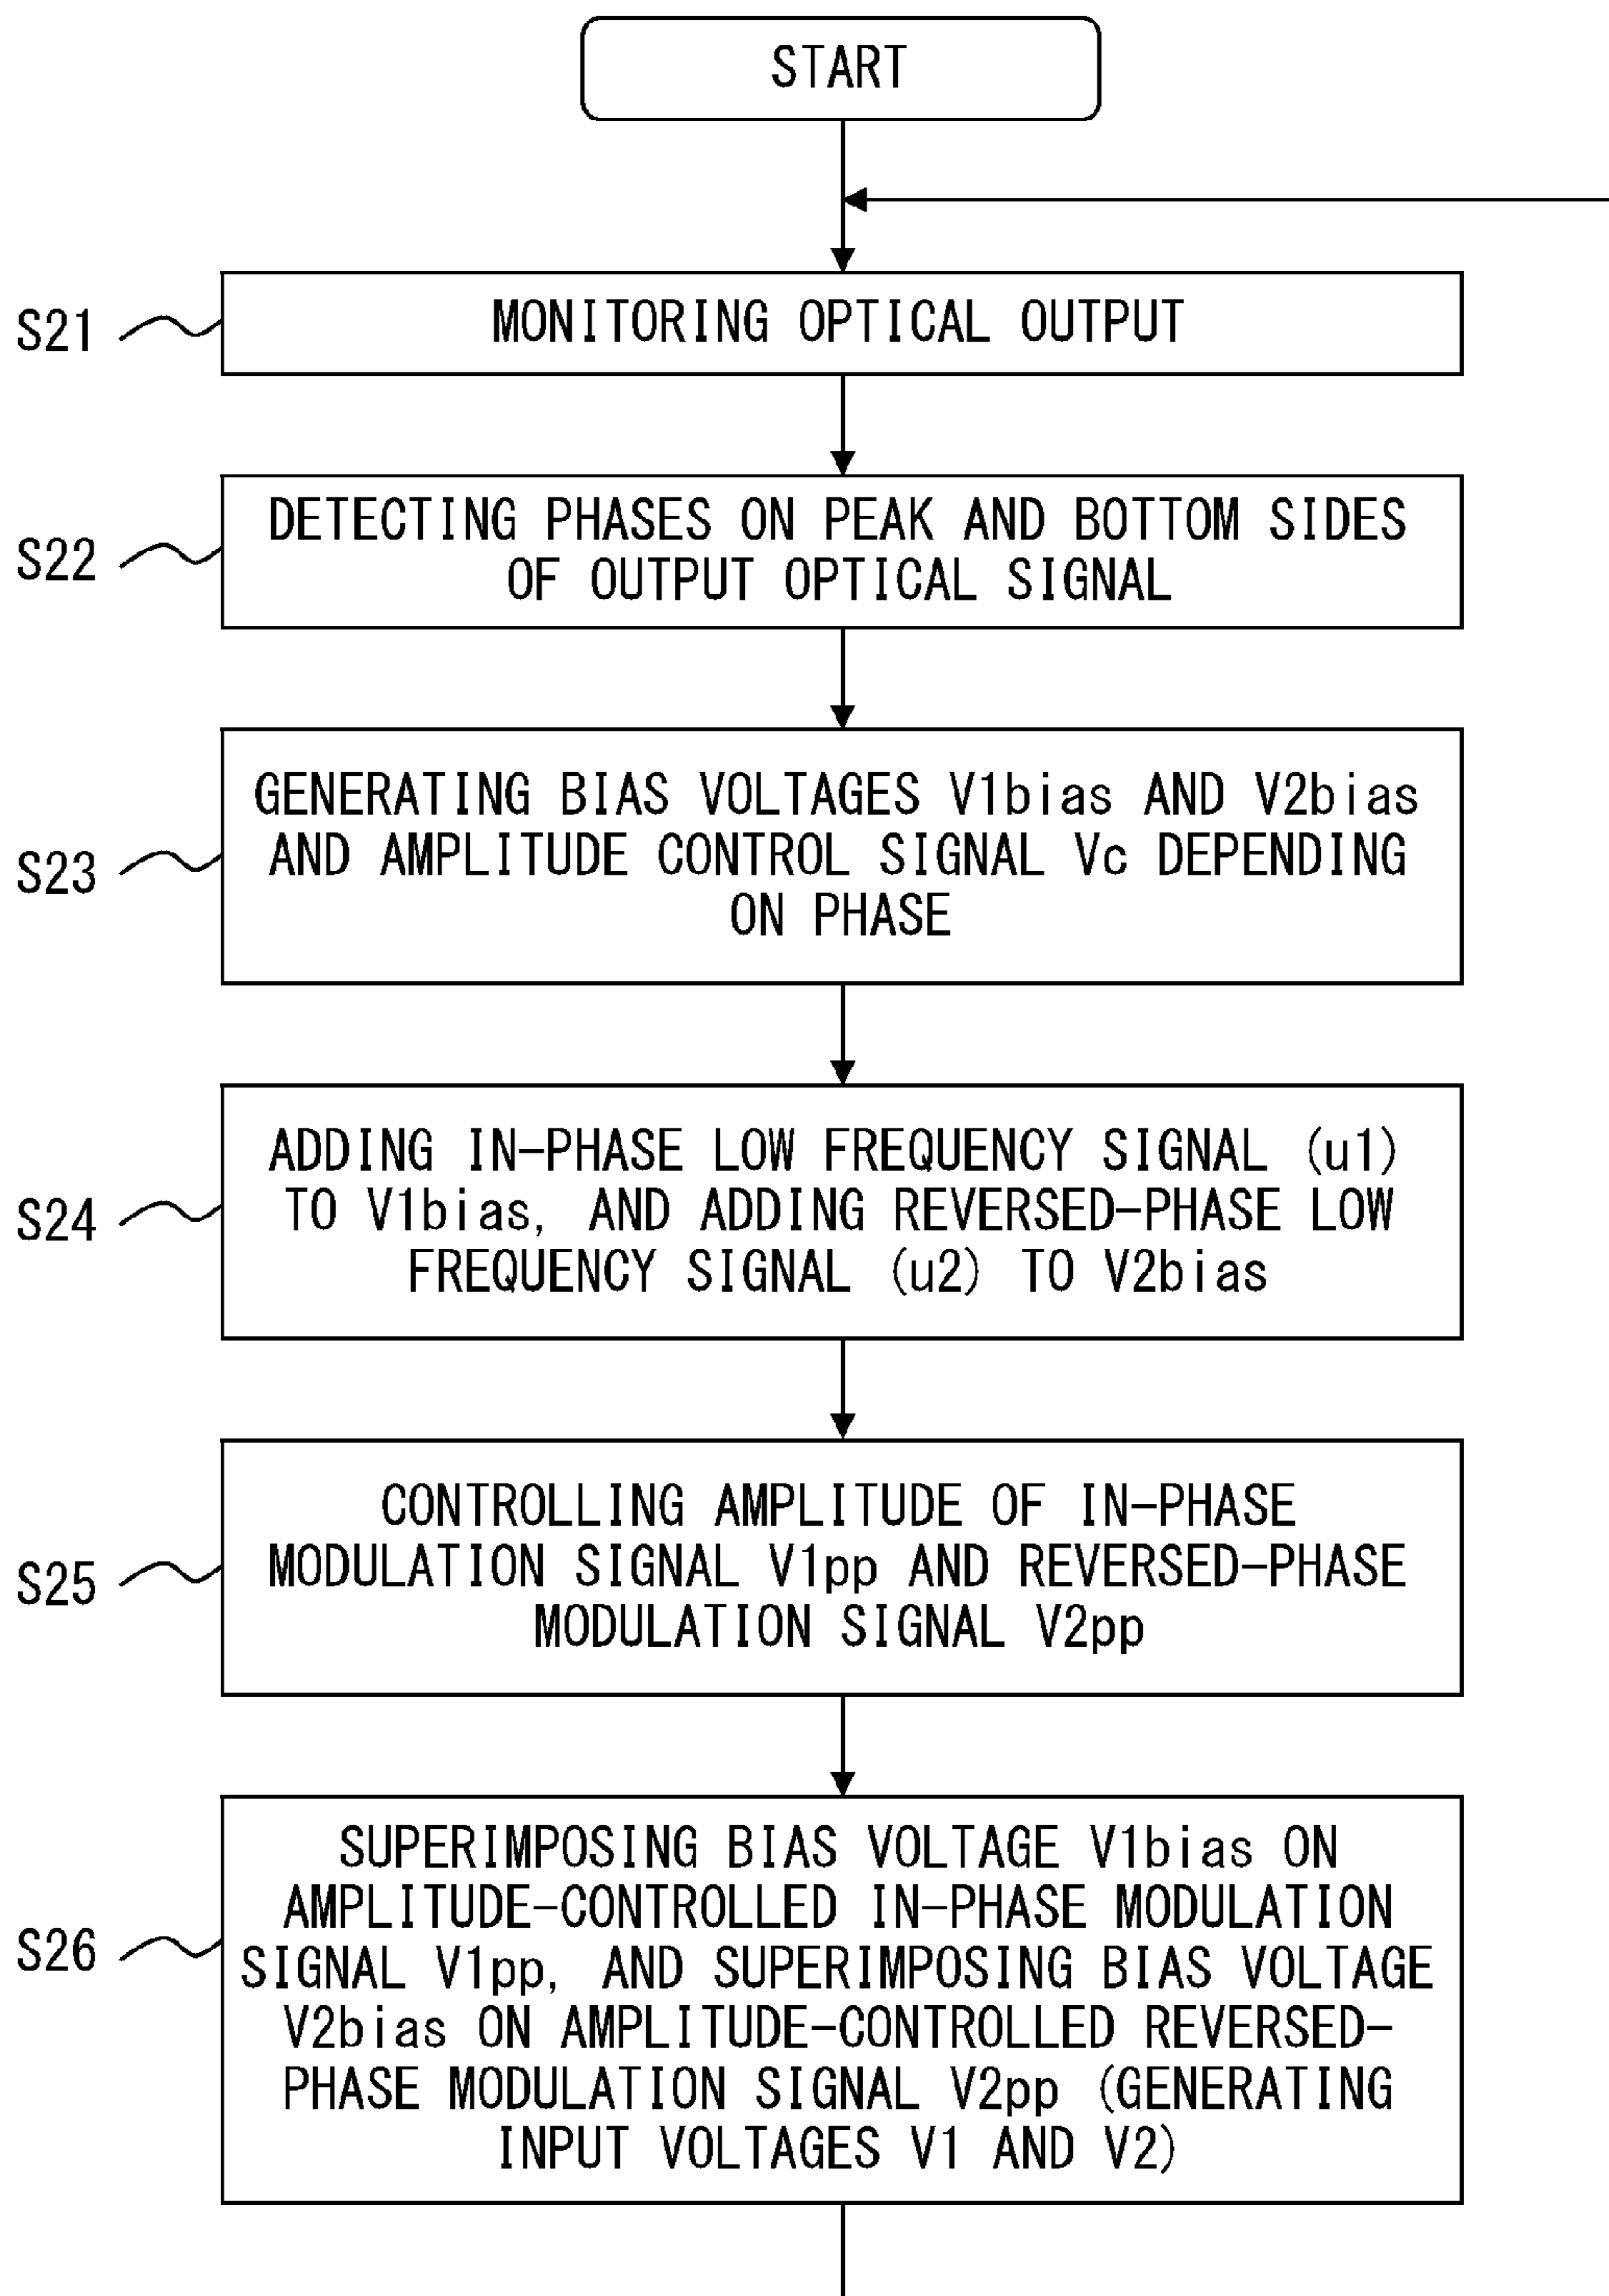 START
S21
MONITORING OPTICAL OUTPUT
S22
DETECTING PHASES ON PEAK AND BOTTOM SIDES
OF OUTPUT OPTICAL SIGNAL
S23
GENERATING BIAS VOLTAGES V1bias AND V2bias
AND AMPLITUDE CONTROL SIGNAL Vc DEPENDING
ON PHASE
S24
ADDING IN-PHASE LOW FREQUENCY SIGNAL (u1)
TO V1bias, AND ADDING REVERSED-PHASE LOW
FREQUENCY SIGNAL (u2) TO V2bias
S25
CONTROLLING AMPLITUDE OF IN-PHASE
MODULATION SIGNAL V1pp AND REVERSED-PHASE
MODULATION SIGNAL V2pp
S26
SUPERIMPOSING BIAS VOLTAGE V1bias ON
AMPLITUDE-CONTROLLED IN-PHASE MODULATION
SIGNAL V1pp, AND SUPERIMPOSING BIAS VOLTAGE
V2bias ON AMPLITUDE-CONTROLLED REVERSED-
PHASE MODULATION SIGNAL V2pp (GENERATING
INPUT VOLTAGES V1 AND V2)